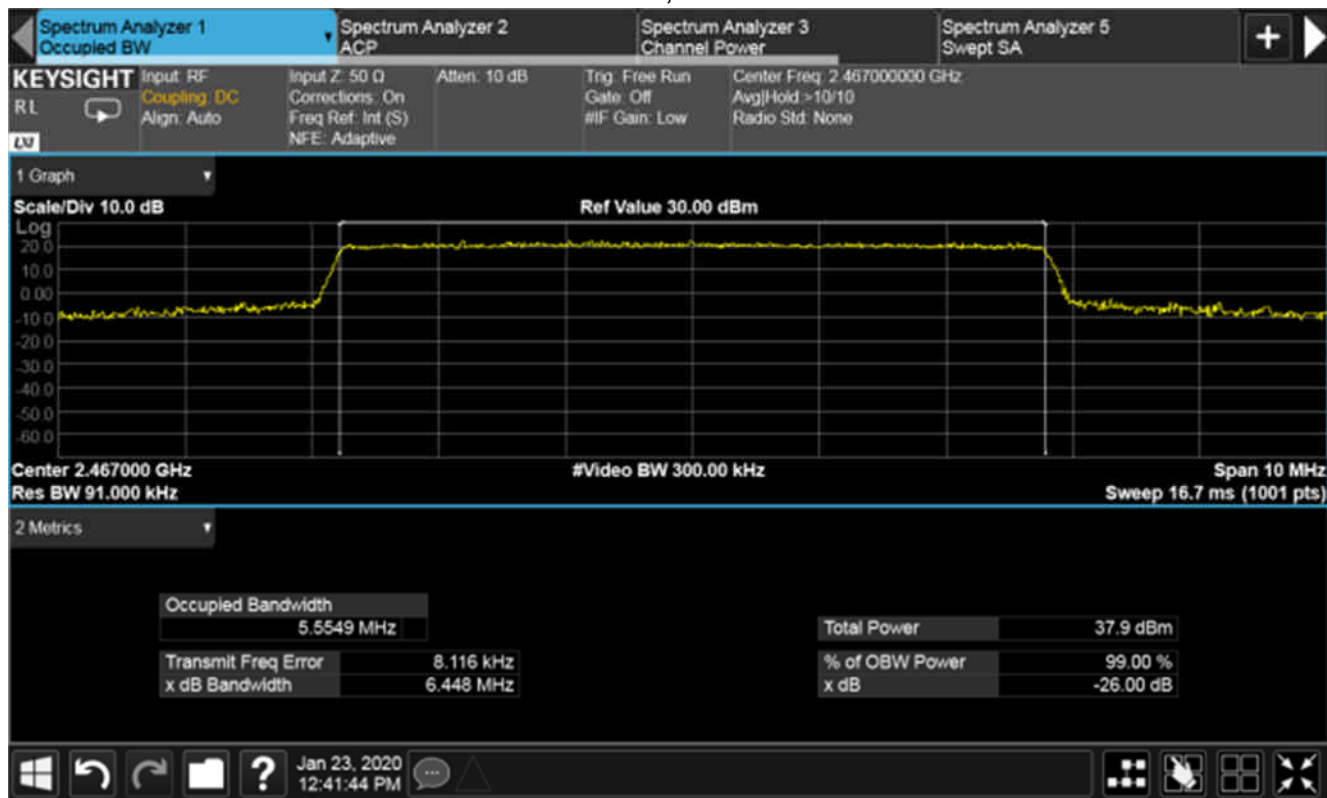 Spectrum Analyzer 1
Occupied BW
Spectrum Analyzer 2
ACP
Spectrum Analyzer 3
Channel Power
Spectrum Analyzer 5
Swept SA
+
KEYSIGHT
R L
LXI
Input: RF
Coupling: DC
Align: Auto
Input Z: 50 Ω
Corrections: On
Freq Ref: Int (S)
NFE: Adaptive
Atten: 10 dB
Trig: Free Run
Gate: Off
#IF Gain: Low
Center Freq: 2.467000000 GHz
Avg|Hold:>10/10
Radio Std: None
1 Graph
Scale/Div 10.0 dB
Ref Value 30.00 dBm
Log
20.0
10.0
0.00
-10.0
-20.0
-30.0
-40.0
-50.0
-60.0
Center 2.467000 GHz
#Video BW 300.00 kHz
Span 10 MHz
Res BW 91.000 kHz
Sweep 16.7 ms (1001 pts)
2 Metrics
Occupied Bandwidth
5.5549 MHz
Total Power 37.9 dBm
Transmit Freq Error 8.116 kHz
% of OBW Power 99.00 %
x dB Bandwidth 6.448 MHz
x dB -26.00 dB
?
Jan 23, 2020
12:41:44 PM